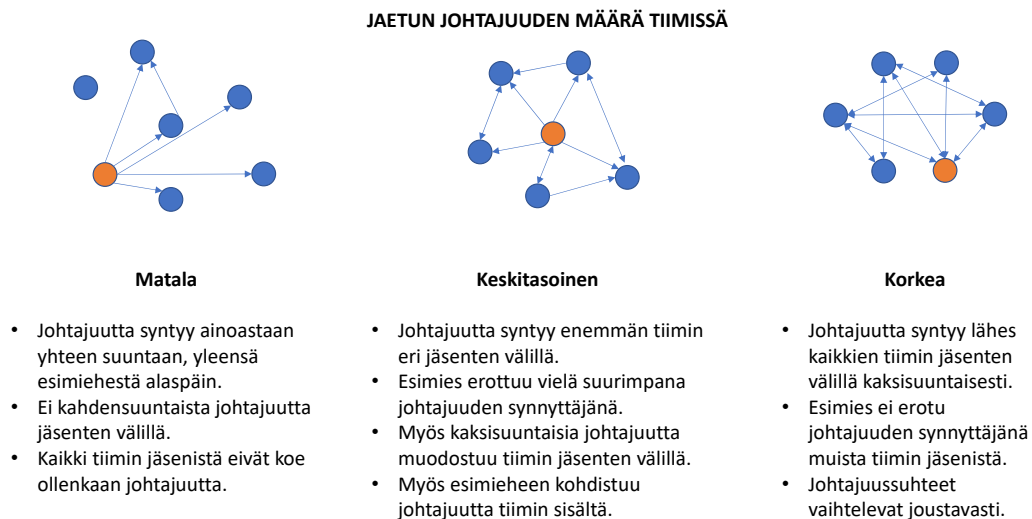 JAETUN JOHTAJUUDEN MÄÄRÄ TIIMISSÄ
Matala
• Johtajuutta syntyy ainoastaan
yhteen suuntaan, yleensä
esimiehestä alaspäin.
• Ei kahdensuuntaista johtajuutta
jäsenten välillä.
• Kaikki tiimin jäsenistä eivät koe
ollenkaan johtajuutta.
Keskitasoinen
• Johtajuutta syntyy enemmän tiimin
eri jäsenten välillä.
• Esimies erottuu vielä suurimpana
johtajuuden synnyttäjänä.
• Myös kaksisuuntaisia johtajuutta
muodostuu tiimin jäsenten välillä.
• Myös esimieheen kohdistuu
johtajuutta tiimin sisältä.
Korkea
• Johtajuutta syntyy lähes
kaikkien tiimin jäsenten
välillä kaksisuuntaisesti.
• Esimies ei erotu
johtajuuden synnyttäjänä
muista tiimin jäsenistä.
• Johtajuussuhteet
vaihtelevat joustavasti.